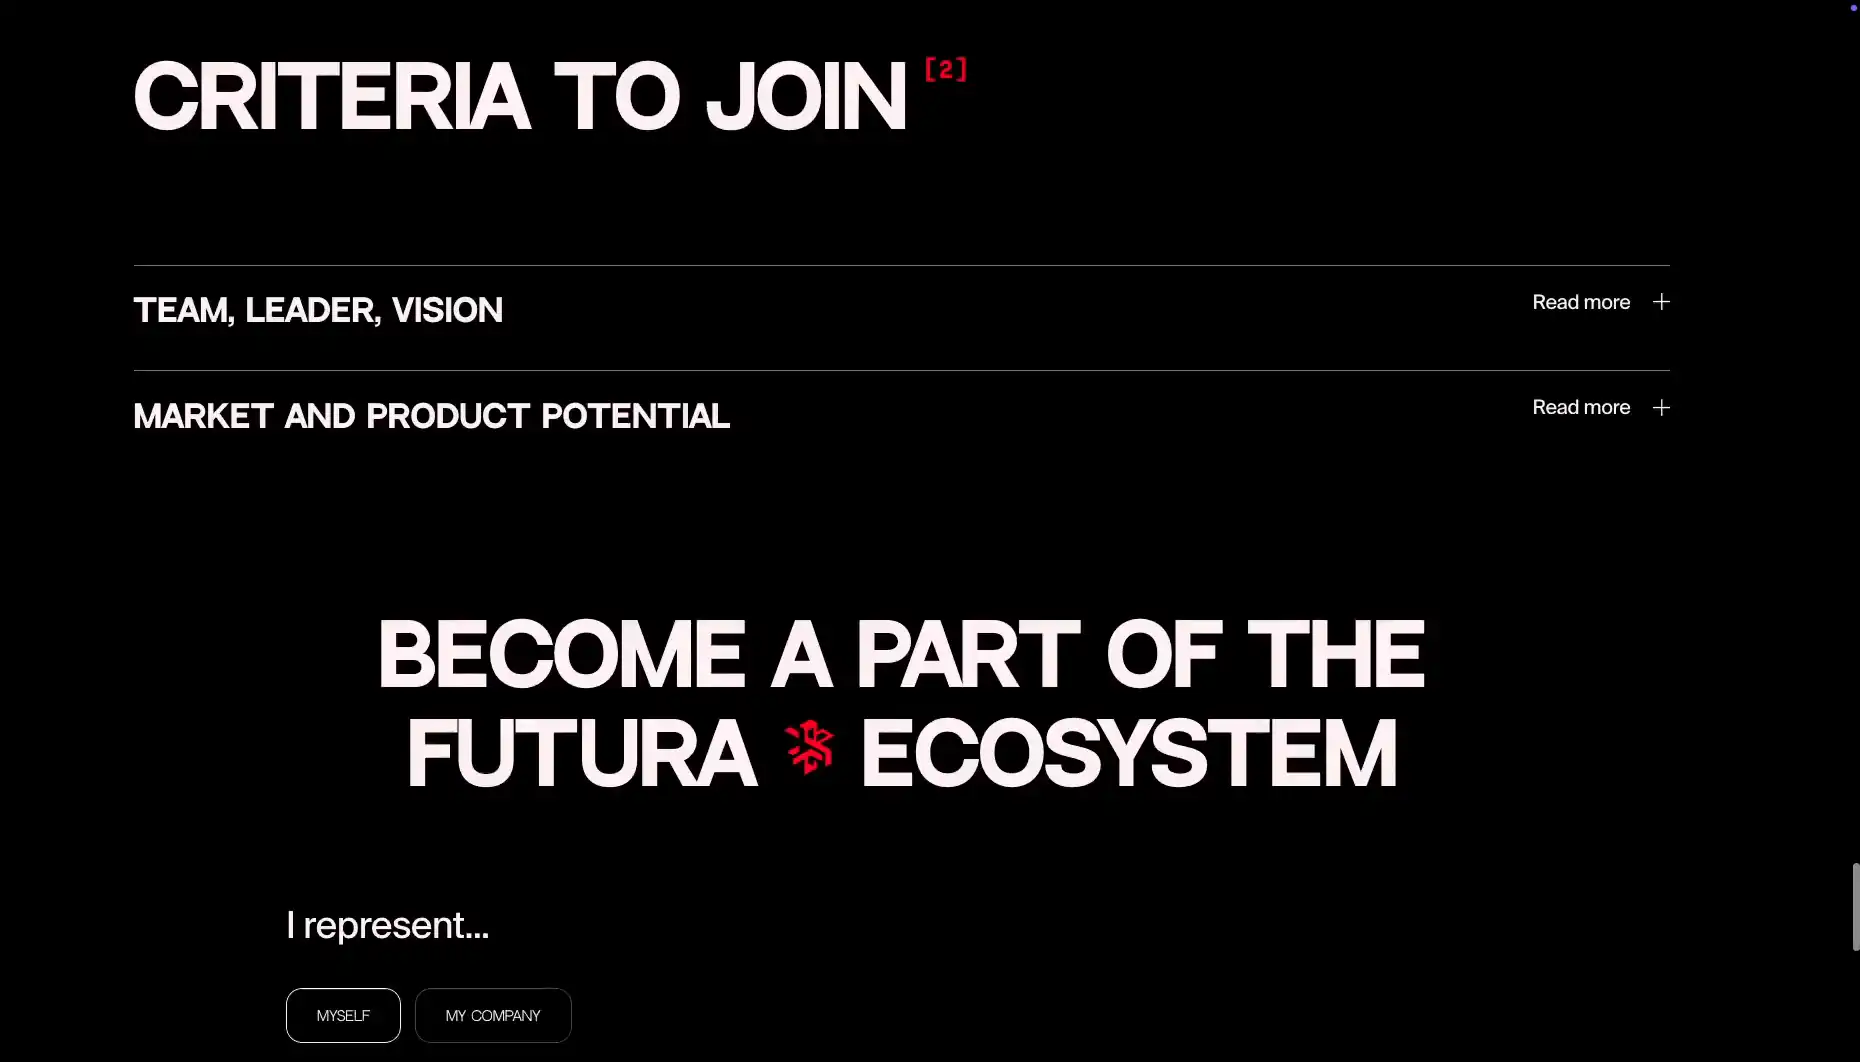 CRITERIA TO JOIN [2]
TEAM, LEADER, VISION
Read more
MARKET AND PRODUCT POTENTIAL
Read more
BECOME A PART OF THE
FUTURA ECOSYSTEM
I represent...
MYSELF
MY COMPANY